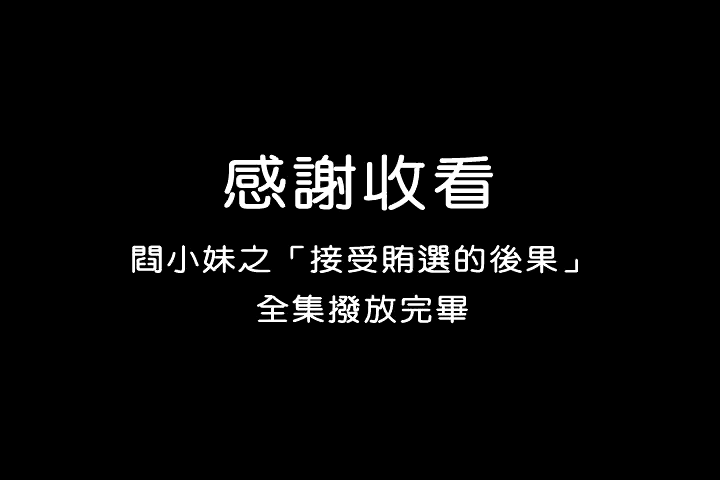 感謝收看
閻小妹之「接受賄選的後果」
全集撥放完畢